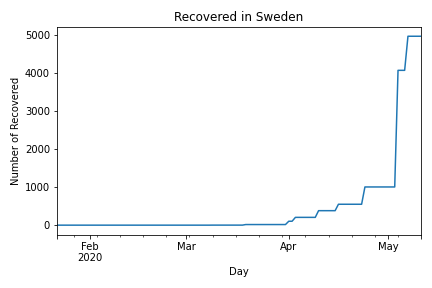 Recovered in Sweden
Number of Recovered
5000
4000
3000
2000
1000
0
Feb
2020
Mar
Apr
May
Day